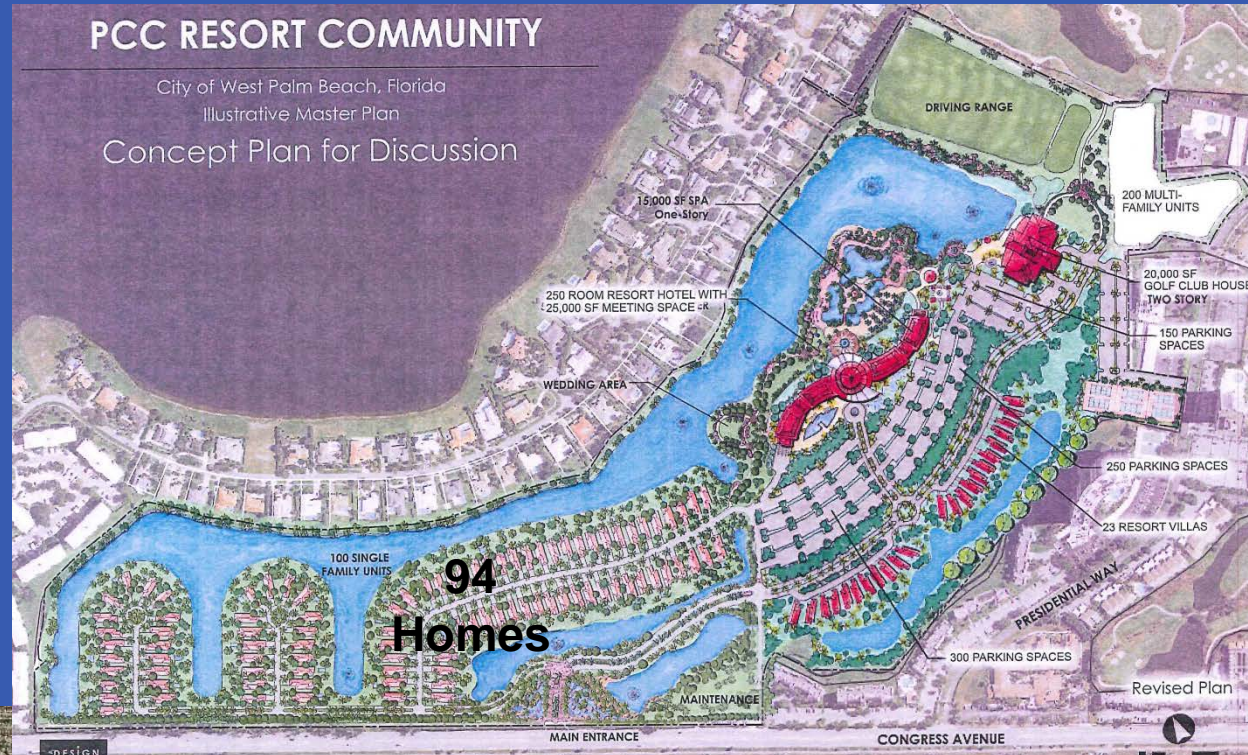 PCC RESORT COMMUNITY
City of West Palm Beach, Florida
Illustrative Master Plan
Concept Plan for Discussion
DRIVING RANGE
200 MULTI-
FAMILY UNITS
15,000 SF SPA
One-Story
20,000 SF
GOLF CLUB HOUSE
TWO STORY
250 ROOM RESORT HOTEL WITH
25,000 SF MEETING SPACE
150 PARKING
SPACES
WEDDING AREA
250 PARKING SPACES
23 RESORT VILLAS
100 SINGLE
FAMILY UNITS
94
Homes
PRESIDENTIAL WAY
300 PARKING SPACES
MAINTENANCE
Revised Plan
MAIN ENTRANCE
CONGRESS AVENUE
DESIGN